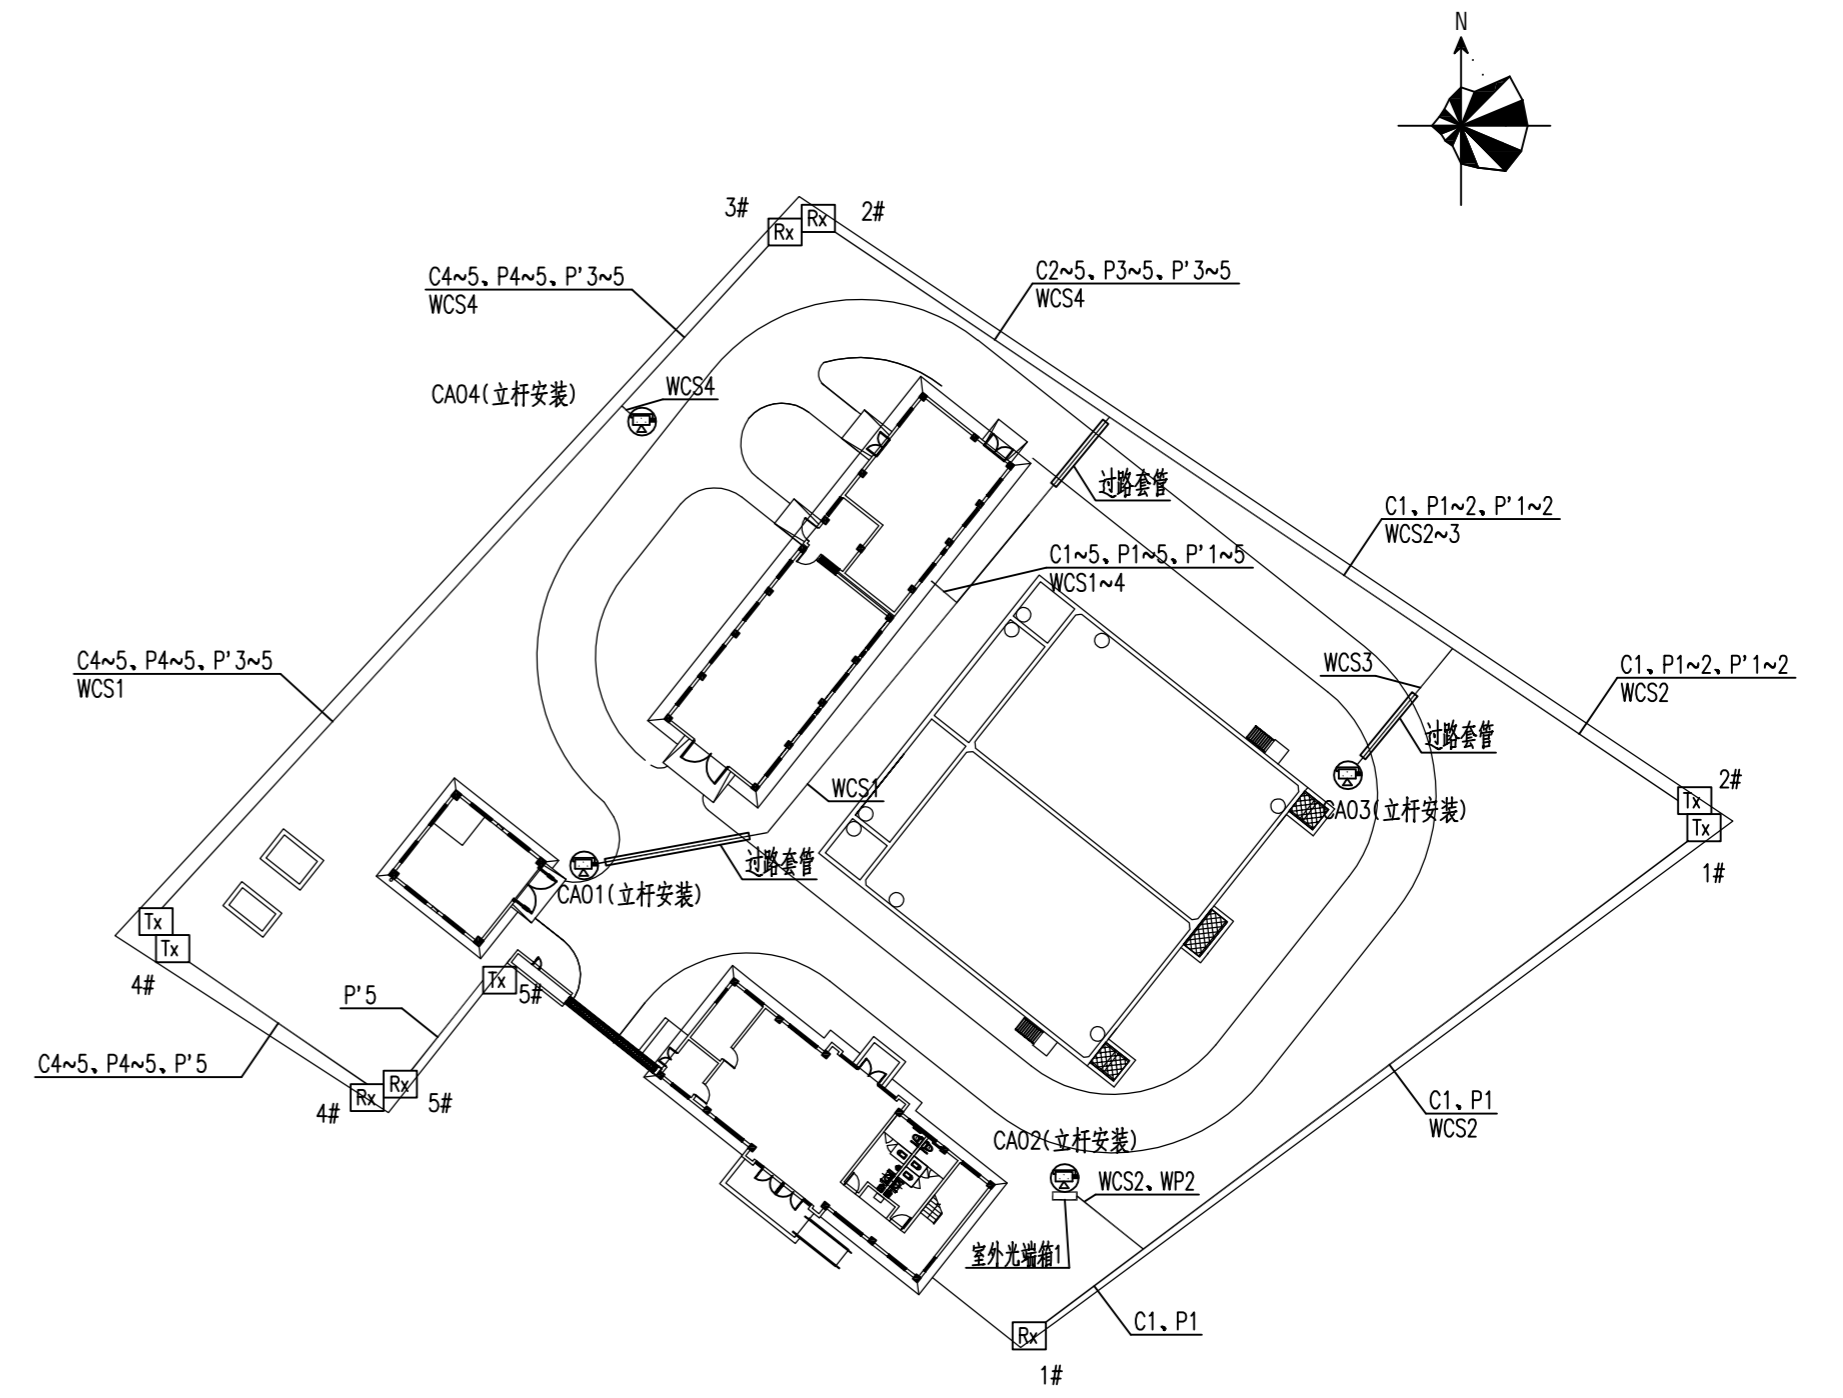 N
3#
Rx
Rx
2#
C4~5、P4~5、P'3~5
WCS4
C2~5、P3~5、P'3~5
WCS4
CA04(立杆安装)
WCS4
过路套管
C1、P1~2、P'1~2
WCS2~3
C1~5、P1~5、P'1~5
WCS1~4
C4~5、P4~5、P'3~5
WCS1
WCS3
C1、P1~2、P'1~2
WCS2
过路套管
WCS1
CA03(立杆安装)
2#
Tx
Tx
1#
过路套管
CA01(立杆安装)
Tx
Tx
4#
Tx
5#
P'5
C4~5、P4~5、P'5
4#
Rx
Rx
5#
C1、P1
WCS2
CA02(立杆安装)
WCS2、WP2
室外光端箱1
C1、P1
Rx
1#